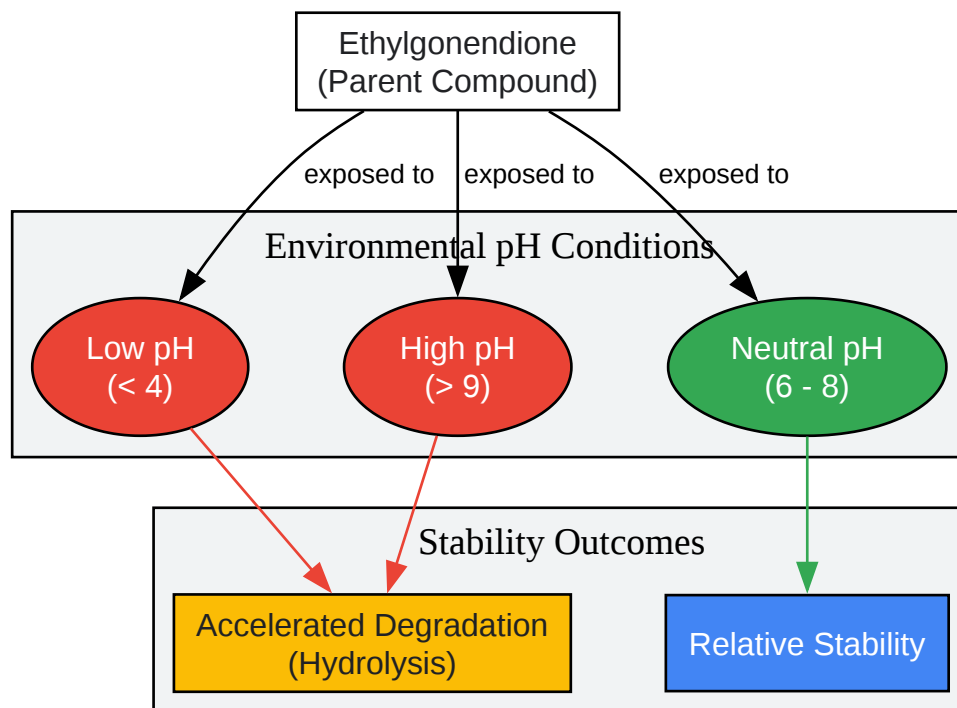 Ethylgonendione
(Parent Compound)
exposed to
exposed to
exposed to
Environmental pH Conditions
Low pH
(< 4)
High pH
(> 9)
Neutral pH
(6 - 8)
Stability Outcomes
Accelerated Degradation
(Hydrolysis)
Relative Stability